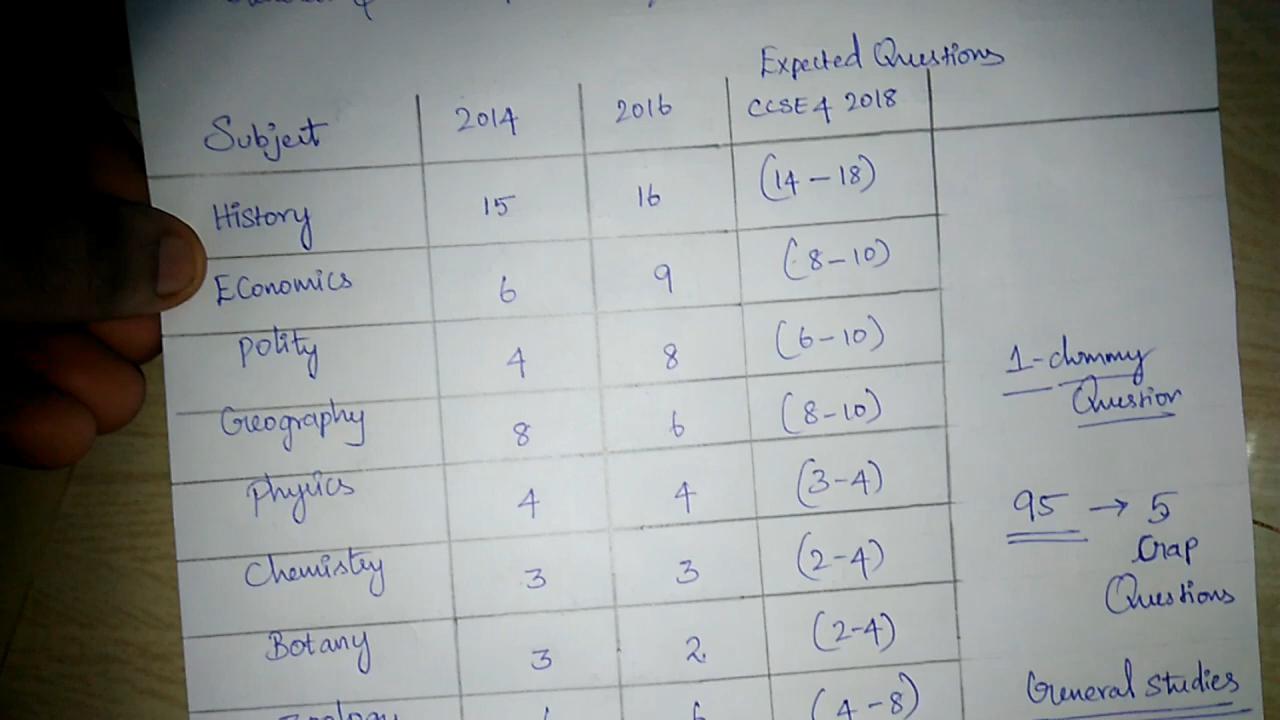 Expected Questions
Subject 2014 2016 CCSE4 2018
History 15 16 (14-18)
Economics 6 9 (8-10)
Polity 4 8 (6-10)
Geography 8 6 (8-10)
Physics 4 4 (3-4)
Chemistry 3 3 (2-4)
Botany 3 2 (2-4)
(4-8)
1-dummy
Question
95 → 5
Crap
Questions
General Studies